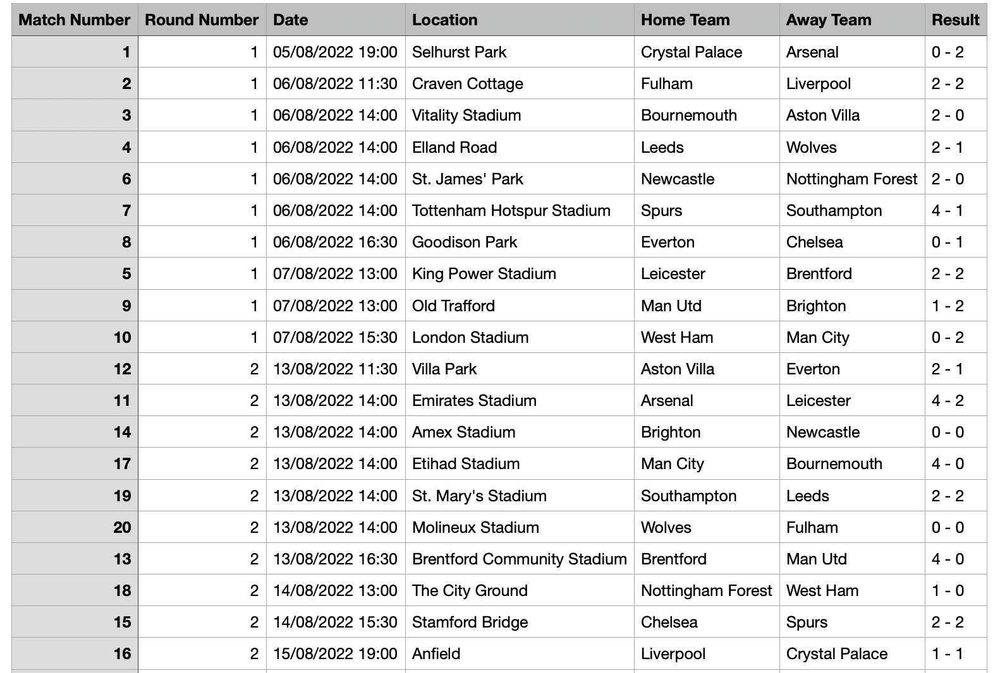 Match Number Round Number Date Location Home Team Away Team Result
1 1 05/08/2022 19:00 Selhurst Park Crystal Palace Arsenal 0 - 2
2 1 06/08/2022 11:30 Craven Cottage Fulham Liverpool 2 - 2
3 1 06/08/2022 14:00 Vitality Stadium Bournemouth Aston Villa 2 - 0
4 1 06/08/2022 14:00 Elland Road Leeds Wolves 2 - 1
6 1 06/08/2022 14:00 St. James' Park Newcastle Nottingham Forest 2 - 0
7 1 06/08/2022 14:00 Tottenham Hotspur Stadium Spurs Southampton 4 - 1
8 1 06/08/2022 16:30 Goodison Park Everton Chelsea 0 - 1
5 1 07/08/2022 13:00 King Power Stadium Leicester Brentford 2 - 2
9 1 07/08/2022 13:00 Old Trafford Man Utd Brighton 1 - 2
10 1 07/08/2022 15:30 London Stadium West Ham Man City 0 - 2
12 2 13/08/2022 11:30 Villa Park Aston Villa Everton 2 - 1
11 2 13/08/2022 14:00 Emirates Stadium Arsenal Leicester 4 - 2
14 2 13/08/2022 14:00 Amex Stadium Brighton Newcastle 0 - 0
17 2 13/08/2022 14:00 Etihad Stadium Man City Bournemouth 4 - 0
19 2 13/08/2022 14:00 St. Mary's Stadium Southampton Leeds 2 - 2
20 2 13/08/2022 14:00 Molineux Stadium Wolves Fulham 0 - 0
13 2 13/08/2022 16:30 Brentford Community Stadium Brentford Man Utd 4 - 0
18 2 14/08/2022 13:00 The City Ground Nottingham Forest West Ham 1 - 0
15 2 14/08/2022 15:30 Stamford Bridge Chelsea Spurs 2 - 2
16 2 15/08/2022 19:00 Anfield Liverpool Crystal Palace 1 - 1